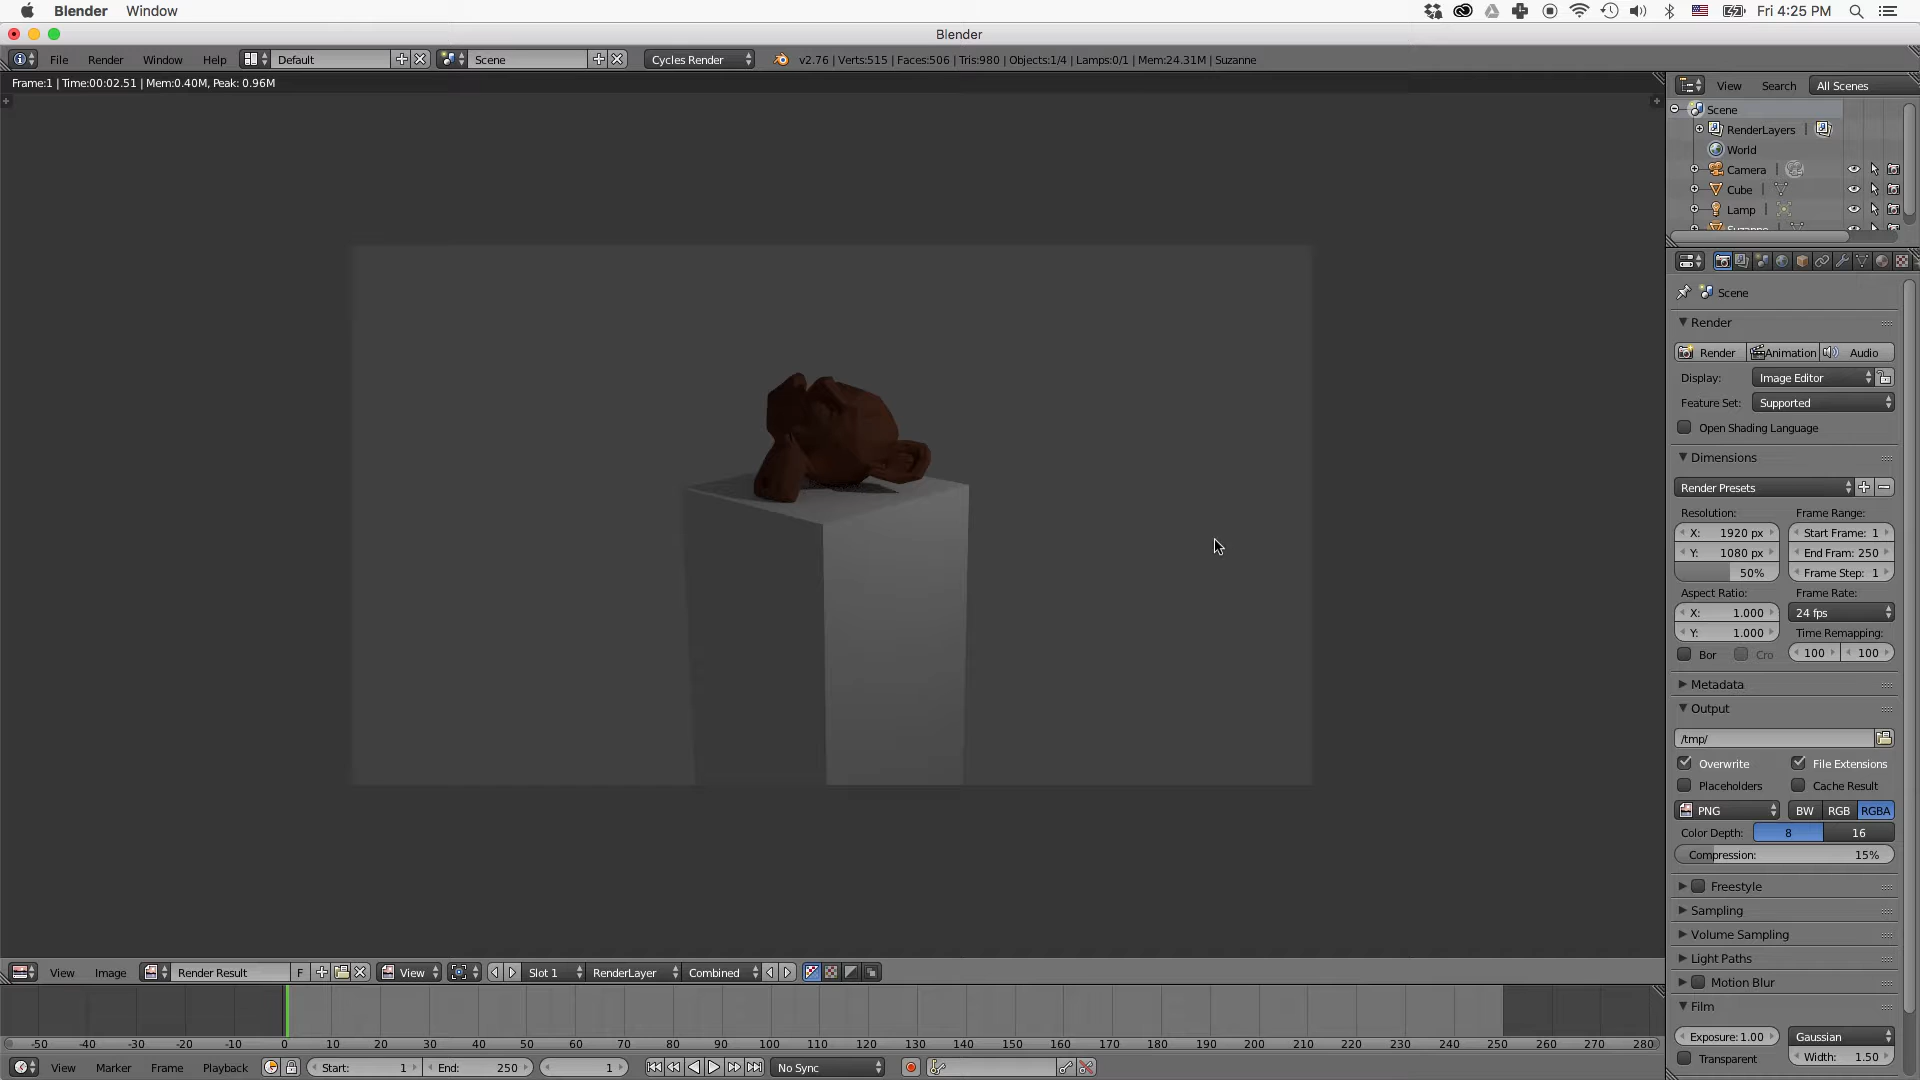 Blender Window Fri 4:25 PM
Blender
File Render Window Help Default Scene Cycles Render v2.76 | Verts:515 | Faces:506 | Tris:980 | Objects:1/4 | Lamps:0/1 | Mem:24.31M | Suzanne
Frame:1 | Time:00:02.51 | Mem:0.40M, Peak: 0.96M
View Search All Scenes
Scene
RenderLayers
World
Camera
Cube
Lamp
Suzanne
Scene
Render
Render Animation Audio
Display: Image Editor
Feature Set: Supported
Open Shading Language
Dimensions
Render Presets
Resolution: Frame Range:
X: 1920 px Start Frame: 1
Y: 1080 px End Fram: 250
50% Frame Step: 1
Aspect Ratio: Frame Rate:
X: 1.000 24 fps
Y: 1.000 Time Remapping:
Bor Cro 100 100
Metadata
Output
/tmp/
Overwrite File Extensions
Placeholders Cache Result
PNG BW RGB RGBA
Color Depth: 8 16
Compression: 15%
Freestyle
Sampling
Volume Sampling
Light Paths
Motion Blur
Film
Exposure: 1.00 Gaussian
Transparent Width: 1.50
View Image Render Result F View Slot 1 RenderLayer Combined
-50 -40 -30 -20 -10 0 10 20 30 40 50 60 70 80 90 100 110 120 130 140 150 160 170 180 190 200 210 220 230 240 250 260 270 280
View Marker Frame Playback Start: 1 End: 250 1 No Sync